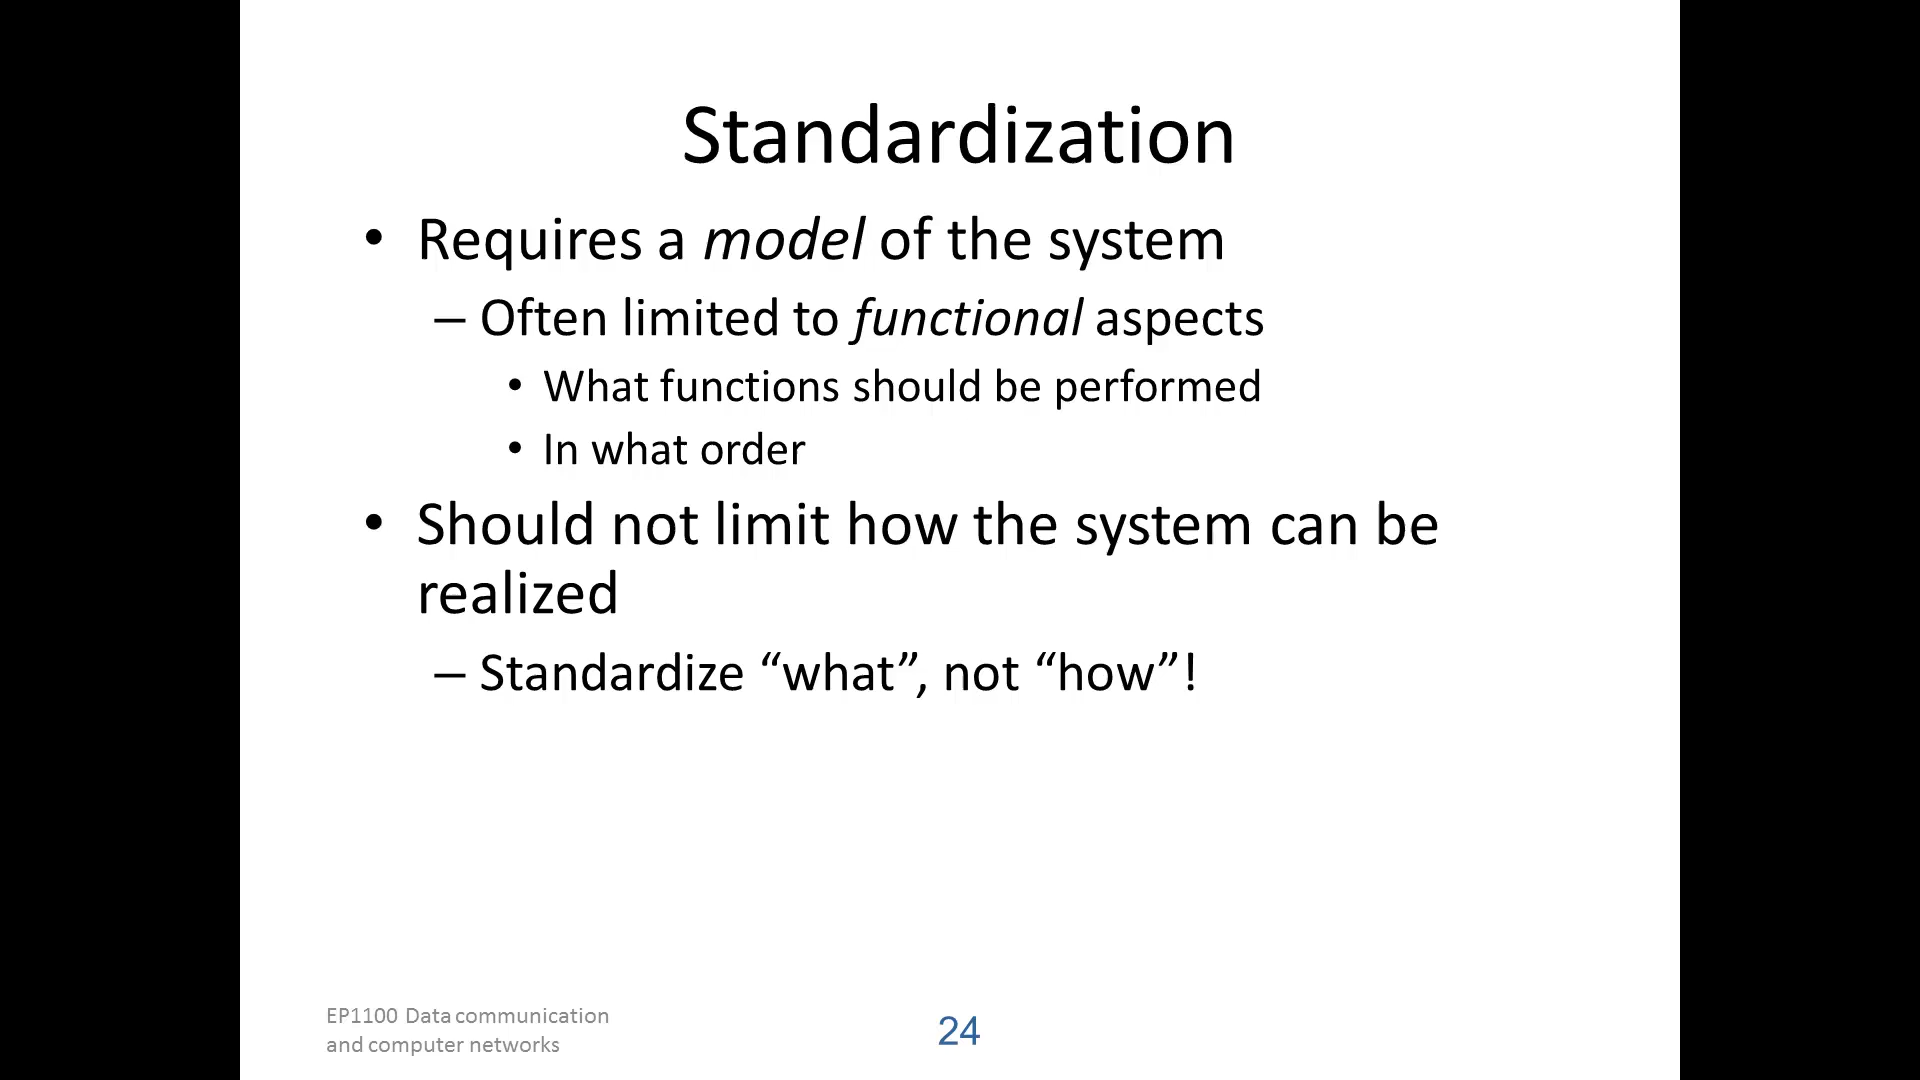 Standardization
• Requires a model of the system
– Often limited to functional aspects
• What functions should be performed
• In what order
• Should not limit how the system can be
realized
– Standardize “what”, not “how”!
EP1100 Data communication
and computer networks
24